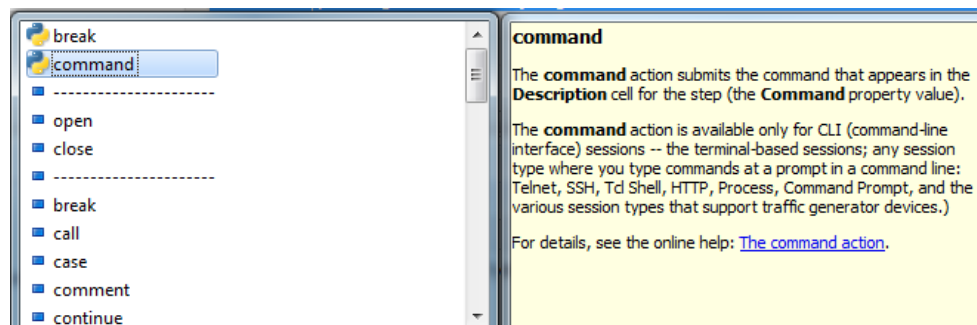 break
command
----------------------
open
close
----------------------
break
call
case
comment
continue
command
The command action submits the command that appears in the
Description cell for the step (the Command property value).
The command action is available only for CLI (command-line
interface) sessions -- the terminal-based sessions; any session
type where you type commands at a prompt in a command line:
Telnet, SSH, Tcl Shell, HTTP, Process, Command Prompt, and the
various session types that support traffic generator devices.)
For details, see the online help: The command action.